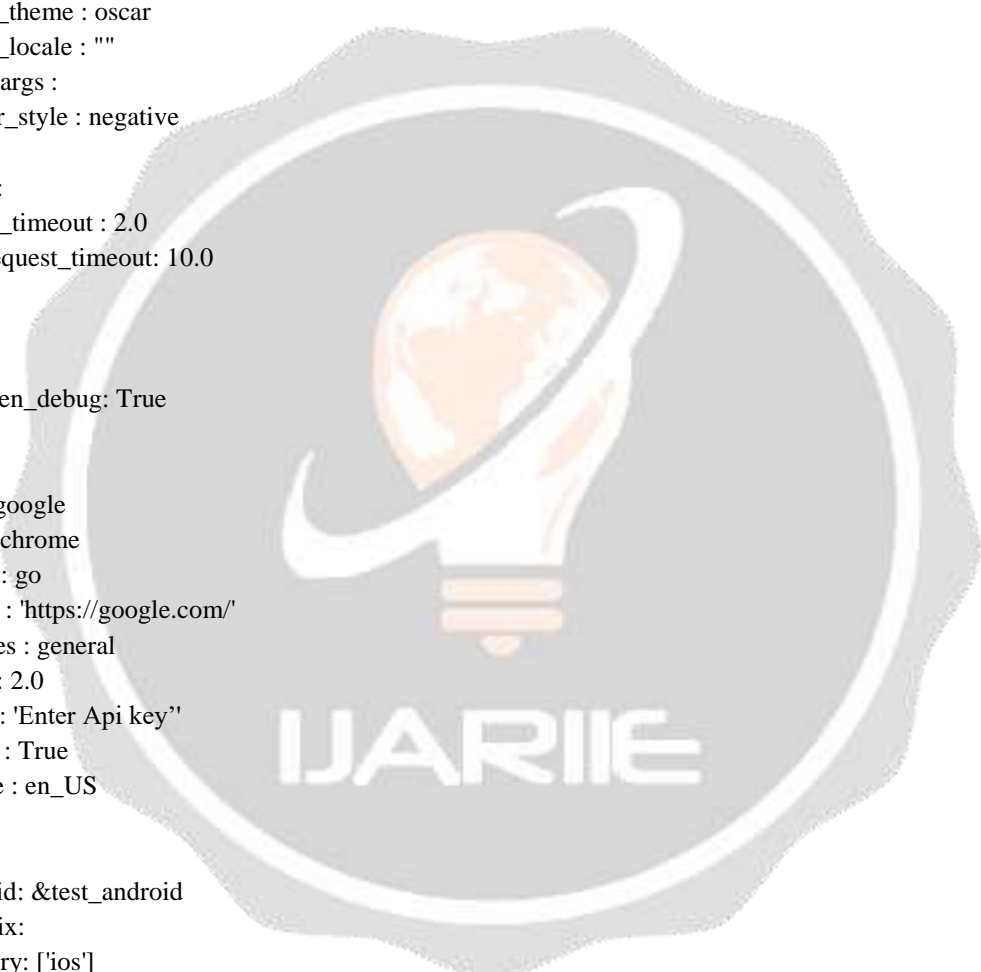 _theme : oscar
_locale : ""
args :
r_style : negative
:
_timeout : 2.0
quest_timeout: 10.0
en_debug: True
google
chrome
: go
: 'https://google.com/'
es : general
: 2.0
: 'Enter Api key’'
: True
e : en_US
id: &test_android
ix:
ry: ['ios']
IJARIIE